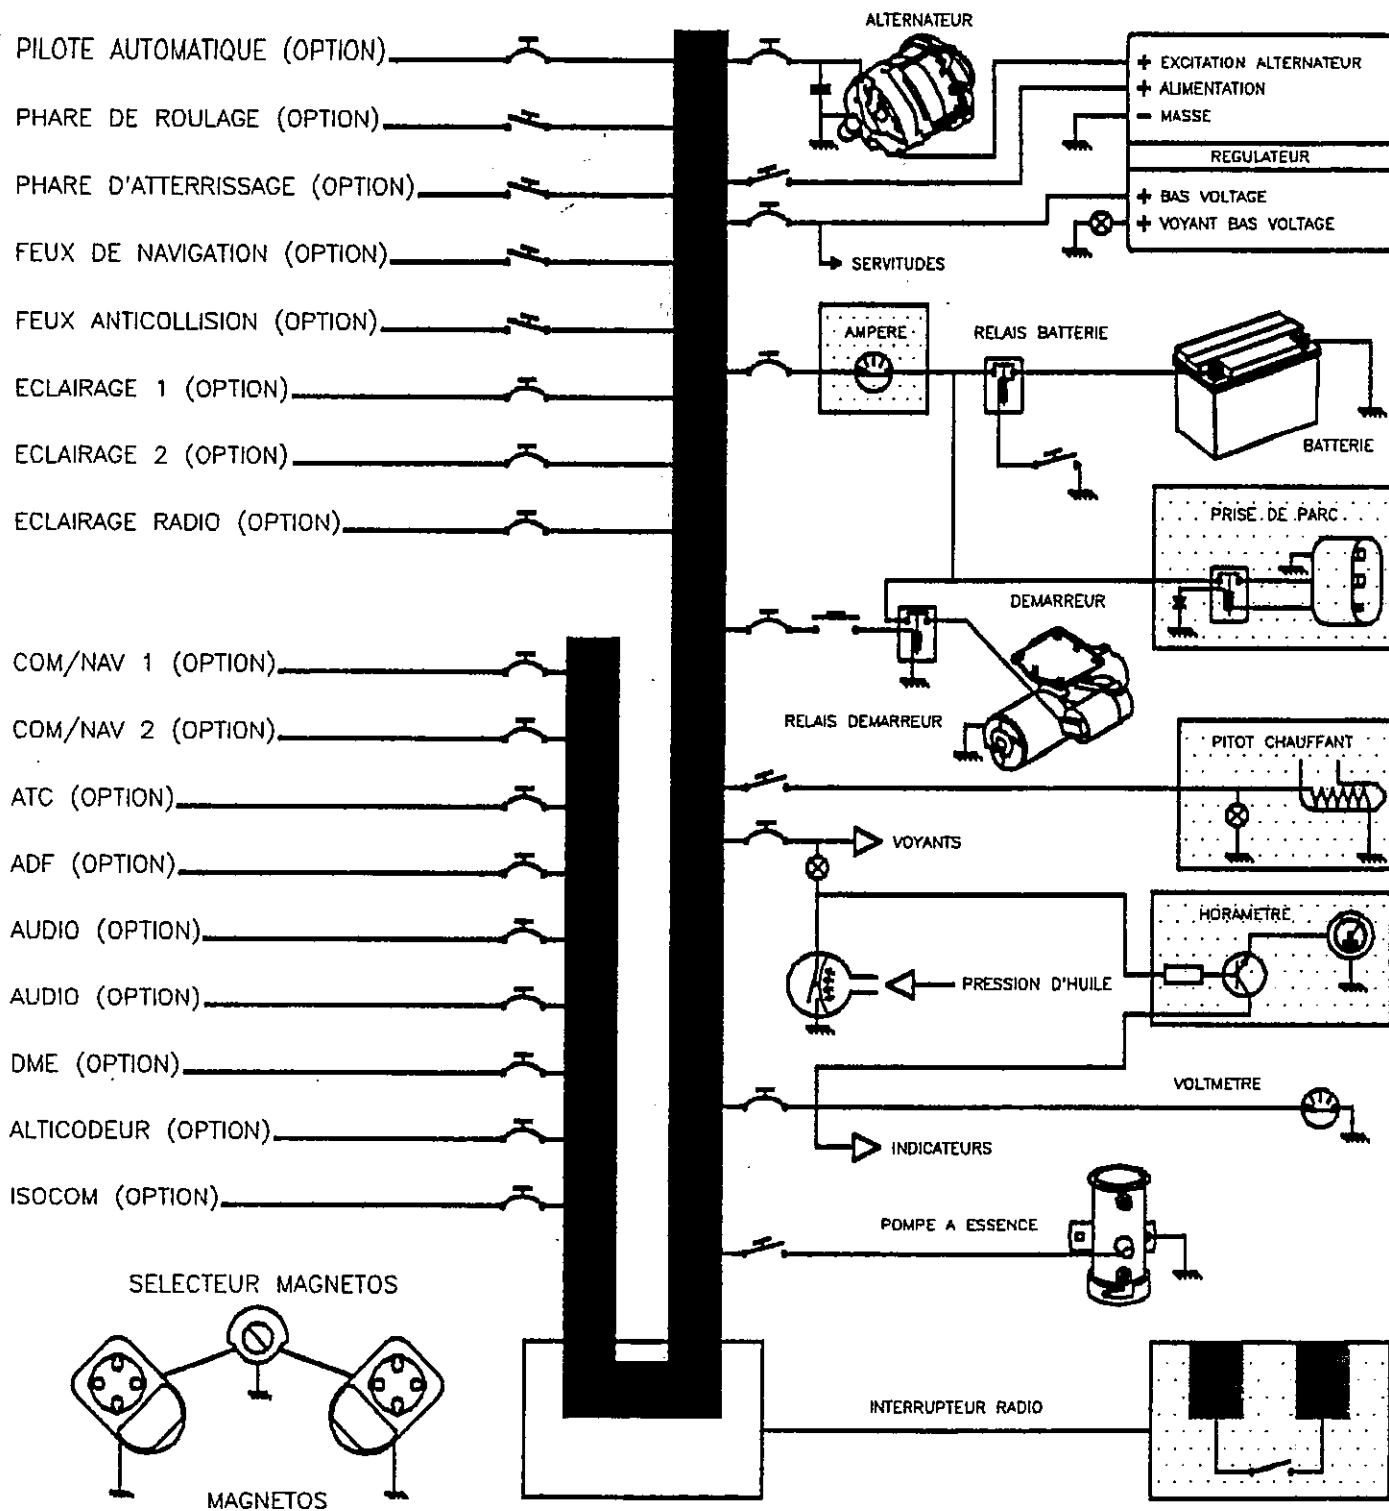 PILOTE AUTOMATIQUE (OPTION)
PHARE DE ROULAGE (OPTION)
PHARE D'ATTERRISSAGE (OPTION)
FEUX DE NAVIGATION (OPTION)
FEUX ANTICOLLISION (OPTION)
ECLAIRAGE 1 (OPTION)
ECLAIRAGE 2 (OPTION)
ECLAIRAGE RADIO (OPTION)
COM/NAV 1 (OPTION)
COM/NAV 2 (OPTION)
ATC (OPTION)
ADF (OPTION)
AUDIO (OPTION)
AUDIO (OPTION)
DME (OPTION)
ALTICODEUR (OPTION)
ISOCOM (OPTION)
SELECTEUR MAGNETOS
MAGNETOS
ALTERNATEUR
+ EXCITATION ALTERNATEUR
+ ALIMENTATION
- MASSE
REGULATEUR
+ BAS VOLTAGE
+ VOYANT BAS VOLTAGE
SERVITUDES
AMPERE
RELAIS BATTERIE
BATTERIE
PRISE DE PARC
DEMARREUR
RELAIS DEMARREUR
PITOT CHAUFFANT
VOYANTS
HORAMETRE
PRESSION D'HUILE
VOLTMETRE
INDICATEURS
POMPE A ESSENCE
INTERRUPTEUR RADIO